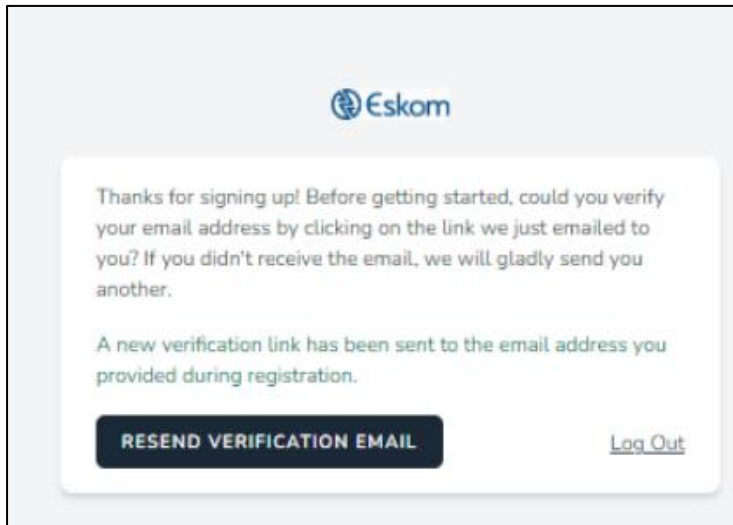 Eskom
Thanks for signing up! Before getting started, could you verify
your email address by clicking on the link we just emailed to
you? If you didn't receive the email, we will gladly send you
another.
A new verification link has been sent to the email address you
provided during registration.
RESEND VERIFICATION EMAIL
Log Out